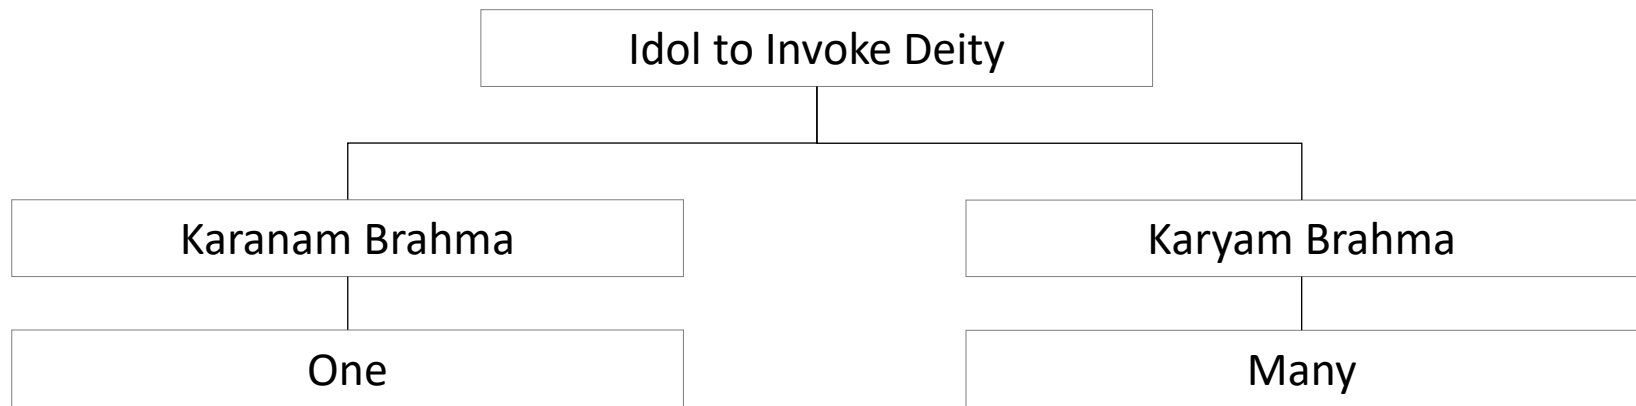 Idol to Invoke Deity
Karanam Brahma
Karyam Brahma
One
Many